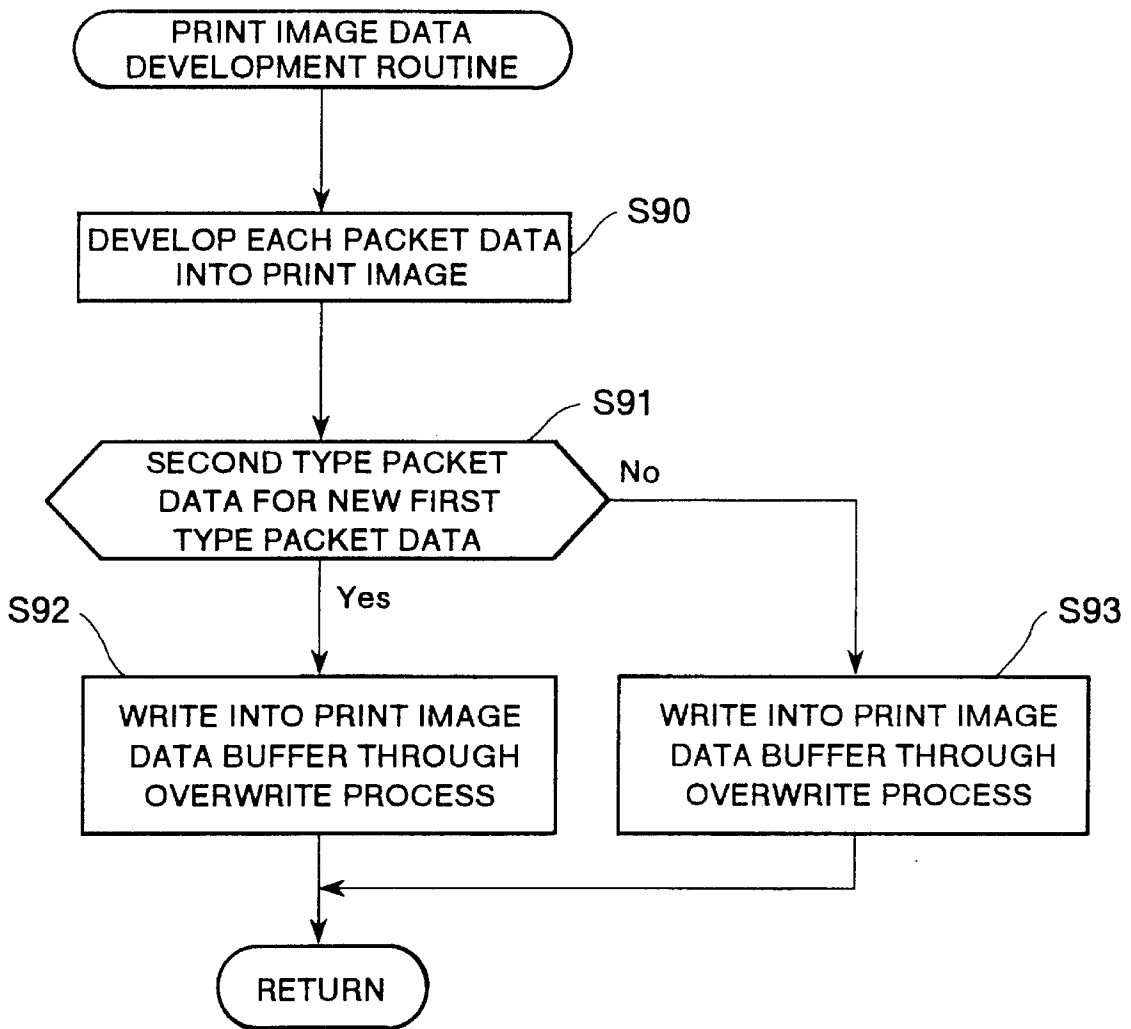 PRINT IMAGE DATA
DEVELOPMENT ROUTINE
S90
DEVELOP EACH PACKET DATA
INTO PRINT IMAGE
S91
SECOND TYPE PACKET
DATA FOR NEW FIRST
TYPE PACKET DATA
No
Yes
S92
WRITE INTO PRINT IMAGE
DATA BUFFER THROUGH
OVERWRITE PROCESS
S93
WRITE INTO PRINT IMAGE
DATA BUFFER THROUGH
OVERWRITE PROCESS
RETURN